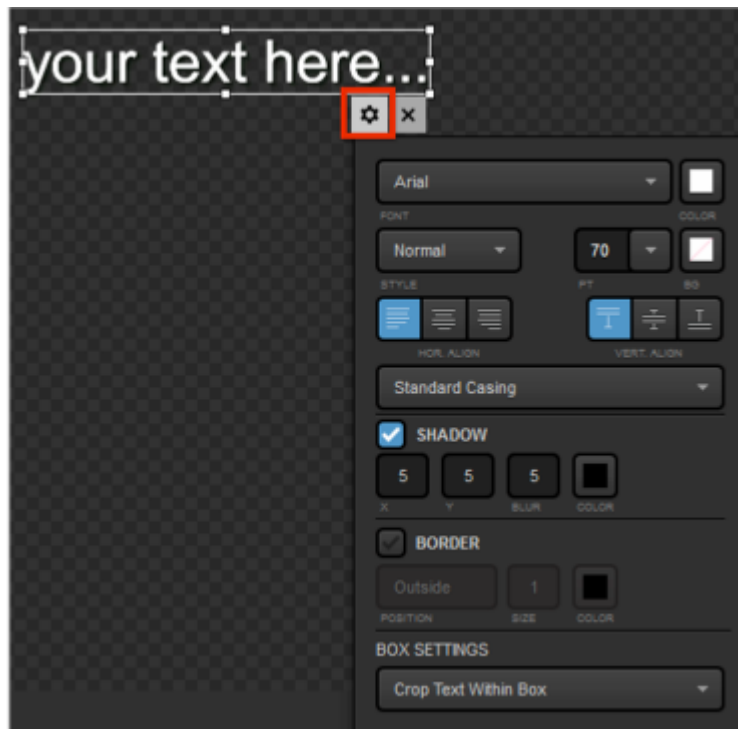 your text here...
Arial
FONT COLOR
Normal 70
STYLE PT BG
HOR. ALIGN VERT. ALIGN
Standard Casing
SHADOW
5 5 5
X Y BLUR COLOR
BORDER
Outside 1
POSITION SIZE COLOR
BOX SETTINGS
Crop Text Within Box